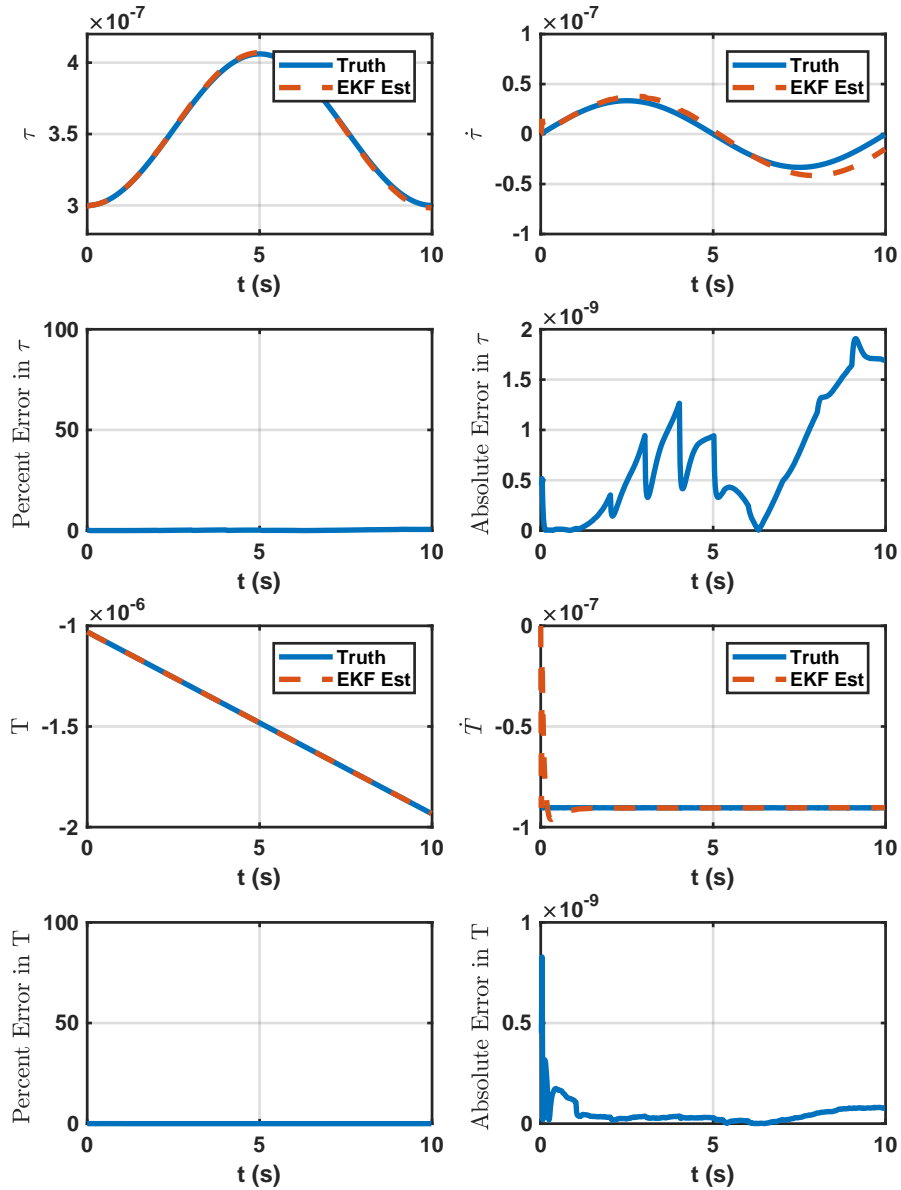 ×10-7
4
3.5
3
τ
Truth
EKF Est
0 5 10
t (s)
×10-7
1
0.5
0
-0.5
-1
τ̇
Truth
EKF Est
0 5 10
t (s)
100
50
0
Percent Error in τ
0 5 10
t (s)
×10-9
2
1.5
1
0.5
0
Absolute Error in τ
0 5 10
t (s)
×10-6
-1
-1.5
-2
T
Truth
EKF Est
0 5 10
t (s)
×10-7
0
-0.5
-1
Ṫ
Truth
EKF Est
0 5 10
t (s)
100
50
0
Percent Error in T
0 5 10
t (s)
×10-9
1
0.5
0
Absolute Error in T
0 5 10
t (s)